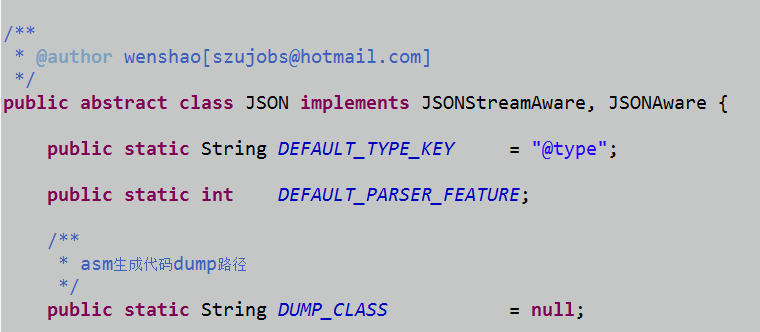 /**
 * @author wenshao[szujobs@hotmail.com]
 */
public abstract class JSON implements JSONStreamAware, JSONAware {
    public static String DEFAULT_TYPE_KEY     = "@type";
    public static int    DEFAULT_PARSER_FEATURE;
    /**
     * asm生成代码dump路径
     */
    public static String DUMP_CLASS           = null;